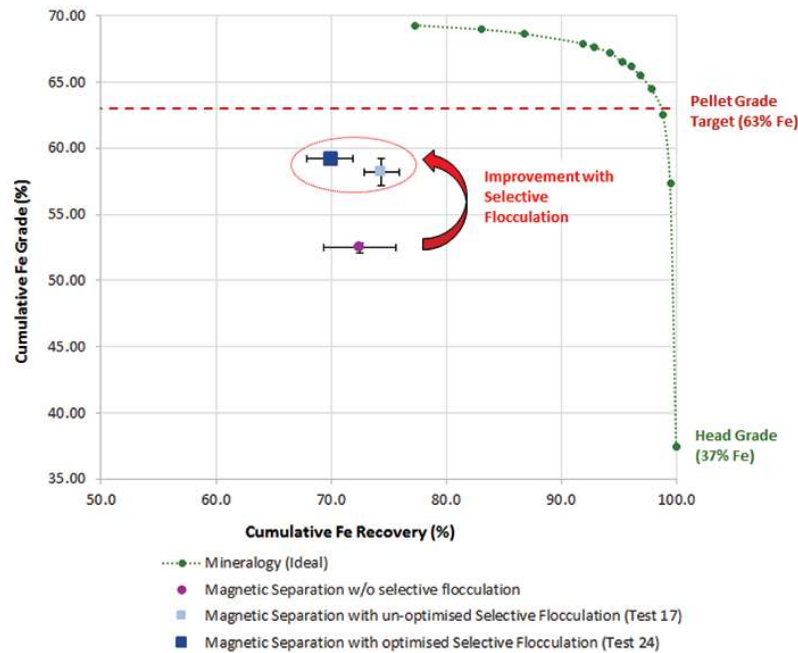 70.00
65.00
60.00
55.00
50.00
45.00
40.00
35.00
Cumulative Fe Grade (%)
Pellet Grade
Target (63% Fe)
Improvement with
Selective
Flocculation
Head Grade
(37% Fe)
50.0 60.0 70.0 80.0 90.0 100.0
Cumulative Fe Recovery (%)
Mineralogy (Ideal)
Magnetic Separation w/o selective flocculation
Magnetic Separation with un-optimised Selective Flocculation (Test 17)
Magnetic Separation with optimised Selective Flocculation (Test 24)